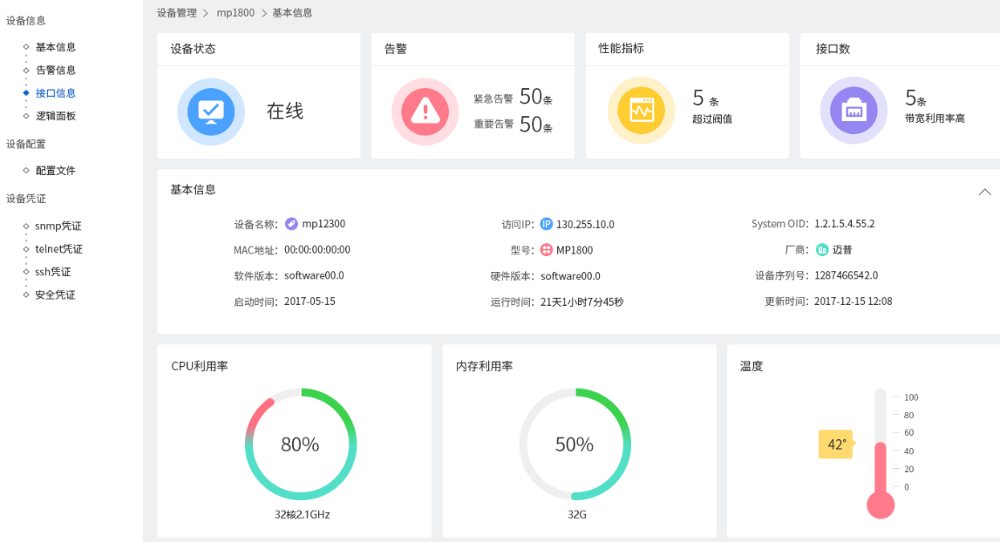 设备信息
基本信息
告警信息
接口信息
逻辑面板
设备配置
配置文件
设备凭证
snmp凭证
telnet凭证
ssh凭证
安全凭证
设备管理 > mp1800 > 基本信息
设备状态
在线
告警
紧急告警 50条
重要告警 50条
性能指标
5 条
超过阀值
接口数
5条
带宽利用率高
基本信息
设备名称: mp12300
访问IP: IP 130.255.10.0
System OID: 1.2.1.5.4.55.2
MAC地址: 00:00:00:00:00
型号: MP1800
厂商: 迈普
软件版本: software00.0
硬件版本: software00.0
设备序列号: 1287466542.0
启动时间: 2017-05-15
运行时间: 21天1小时7分45秒
更新时间: 2017-12-15 12:08
CPU利用率
80%
32核2.1GHz
内存利用率
50%
32G
温度
42°
100
80
60
40
20
0